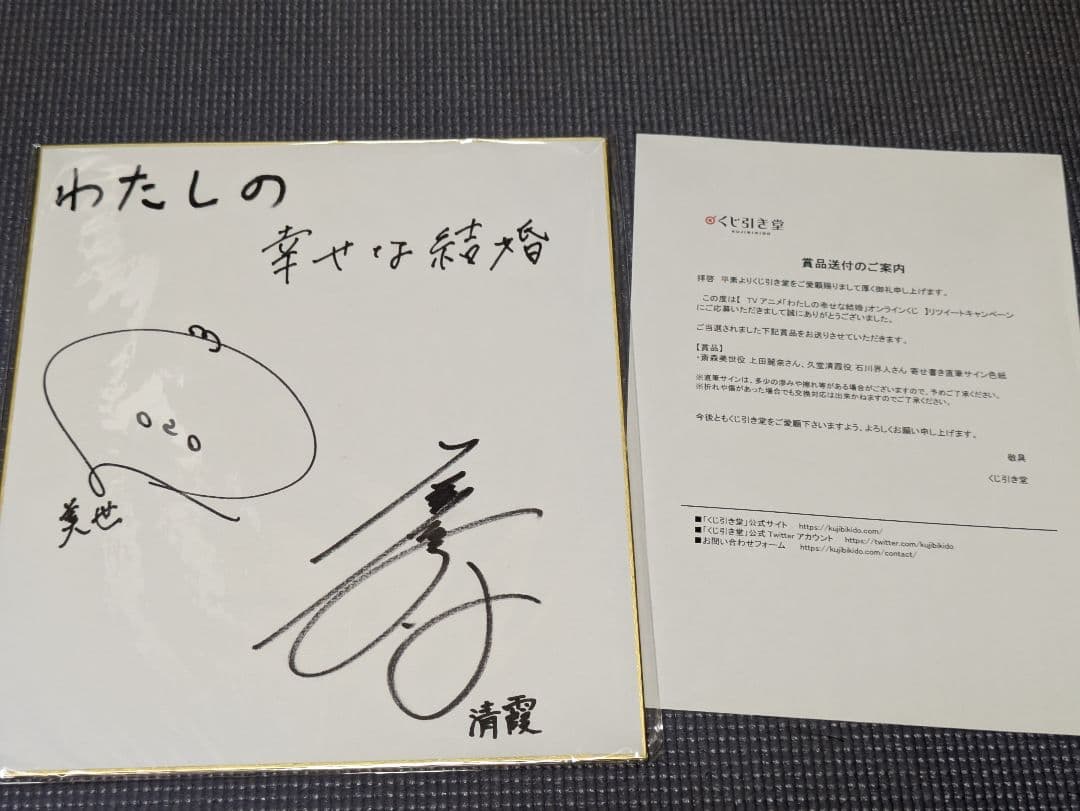 わたしの
幸せな結婚
美世
清霞
くじ引き堂
KUJIBIKIDO
賞品送付のご案内
拝啓 平素よりくじ引き堂をご愛顧賜りまして厚く御礼申し上げます。
この度は【 TVアニメ「わたしの幸せな結婚」オンラインくじ 】リツイートキャンペーン
にご応募いただきまして誠にありがとうございました。
ご当選されました下記賞品をお送りさせていただきます。
【賞品】
・斎森美世役 上田麗奈さん、久堂清霞役 石川界人さん 寄せ書き直筆サイン色紙
※直筆サインは、多少の滲みや擦れ等がある場合がございますので、予めご了承ください。
※折れや傷があった場合でも交換対応は出来かねますのでご了承ください。
今後ともくじ引き堂をご愛顧下さいますよう、よろしくお願い申し上げます。
敬具
くじ引き堂
■「くじ引き堂」公式サイト https://kujibikido.com/
■「くじ引き堂」公式Twitterアカウント https://twitter.com/kujibikido
■お問い合わせフォーム https://kujibikido.com/contact/